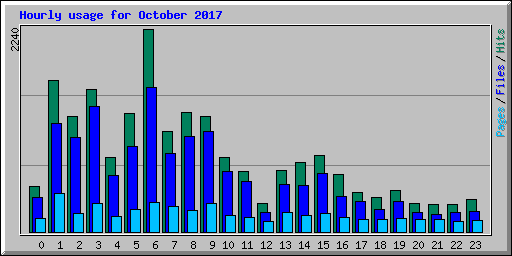 Hourly usage for October 2017
2240
Pages / Files / Hits
0 1 2 3 4 5 6 7 8 9 10 11 12 13 14 15 16 17 18 19 20 21 22 23